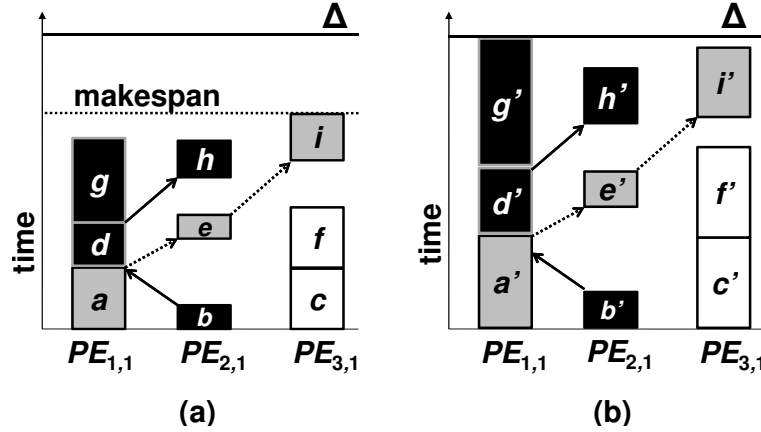 Δ
makespan
time
g
h
i
d
e
f
a
b
c
PE1,1
PE2,1
PE3,1
(a)
Δ
time
g’
h’
i’
d’
e’
f’
a’
b’
c’
PE1,1
PE2,1
PE3,1
(b)